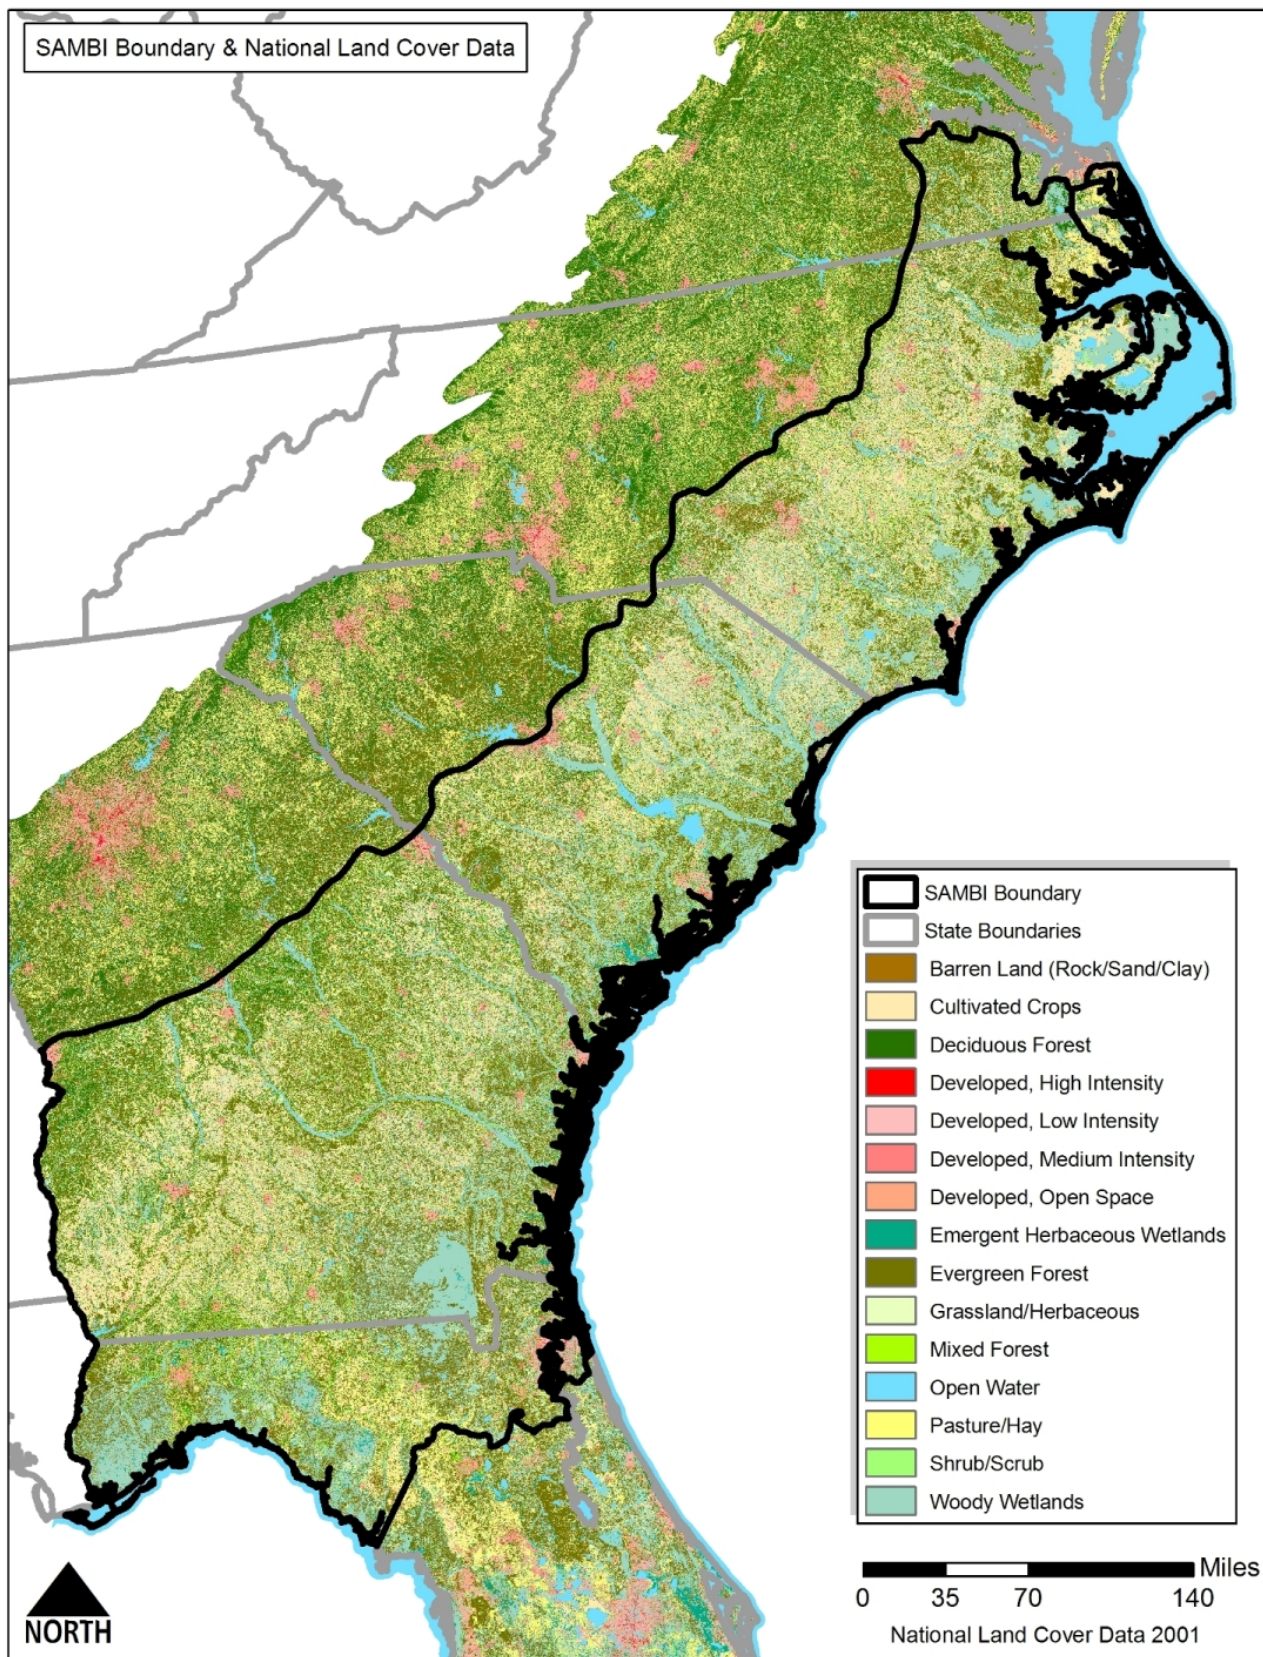 SAMBI Boundary & National Land Cover Data
SAMBI Boundary
State Boundaries
Barren Land (Rock/Sand/Clay)
Cultivated Crops
Deciduous Forest
Developed, High Intensity
Developed, Low Intensity
Developed, Medium Intensity
Developed, Open Space
Emergent Herbaceous Wetlands
Evergreen Forest
Grassland/Herbaceous
Mixed Forest
Open Water
Pasture/Hay
Shrub/Scrub
Woody Wetlands
Miles
0 35 70 140
National Land Cover Data 2001
NORTH